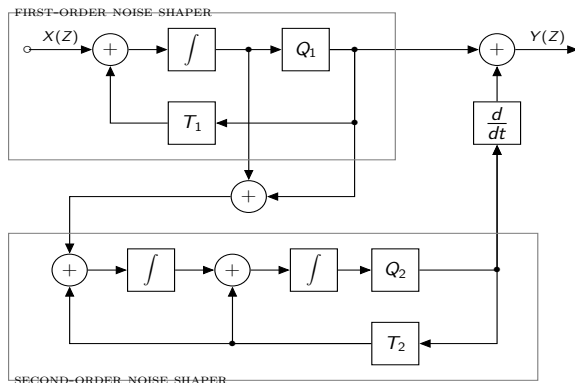 FIRST-ORDER NOISE SHAPER
X(Z) + ∫ Q₁ + Y(Z)
T₁ d/dt
+
+ ∫ + ∫ Q₂
T₂
SECOND-ORDER NOISE SHAPER